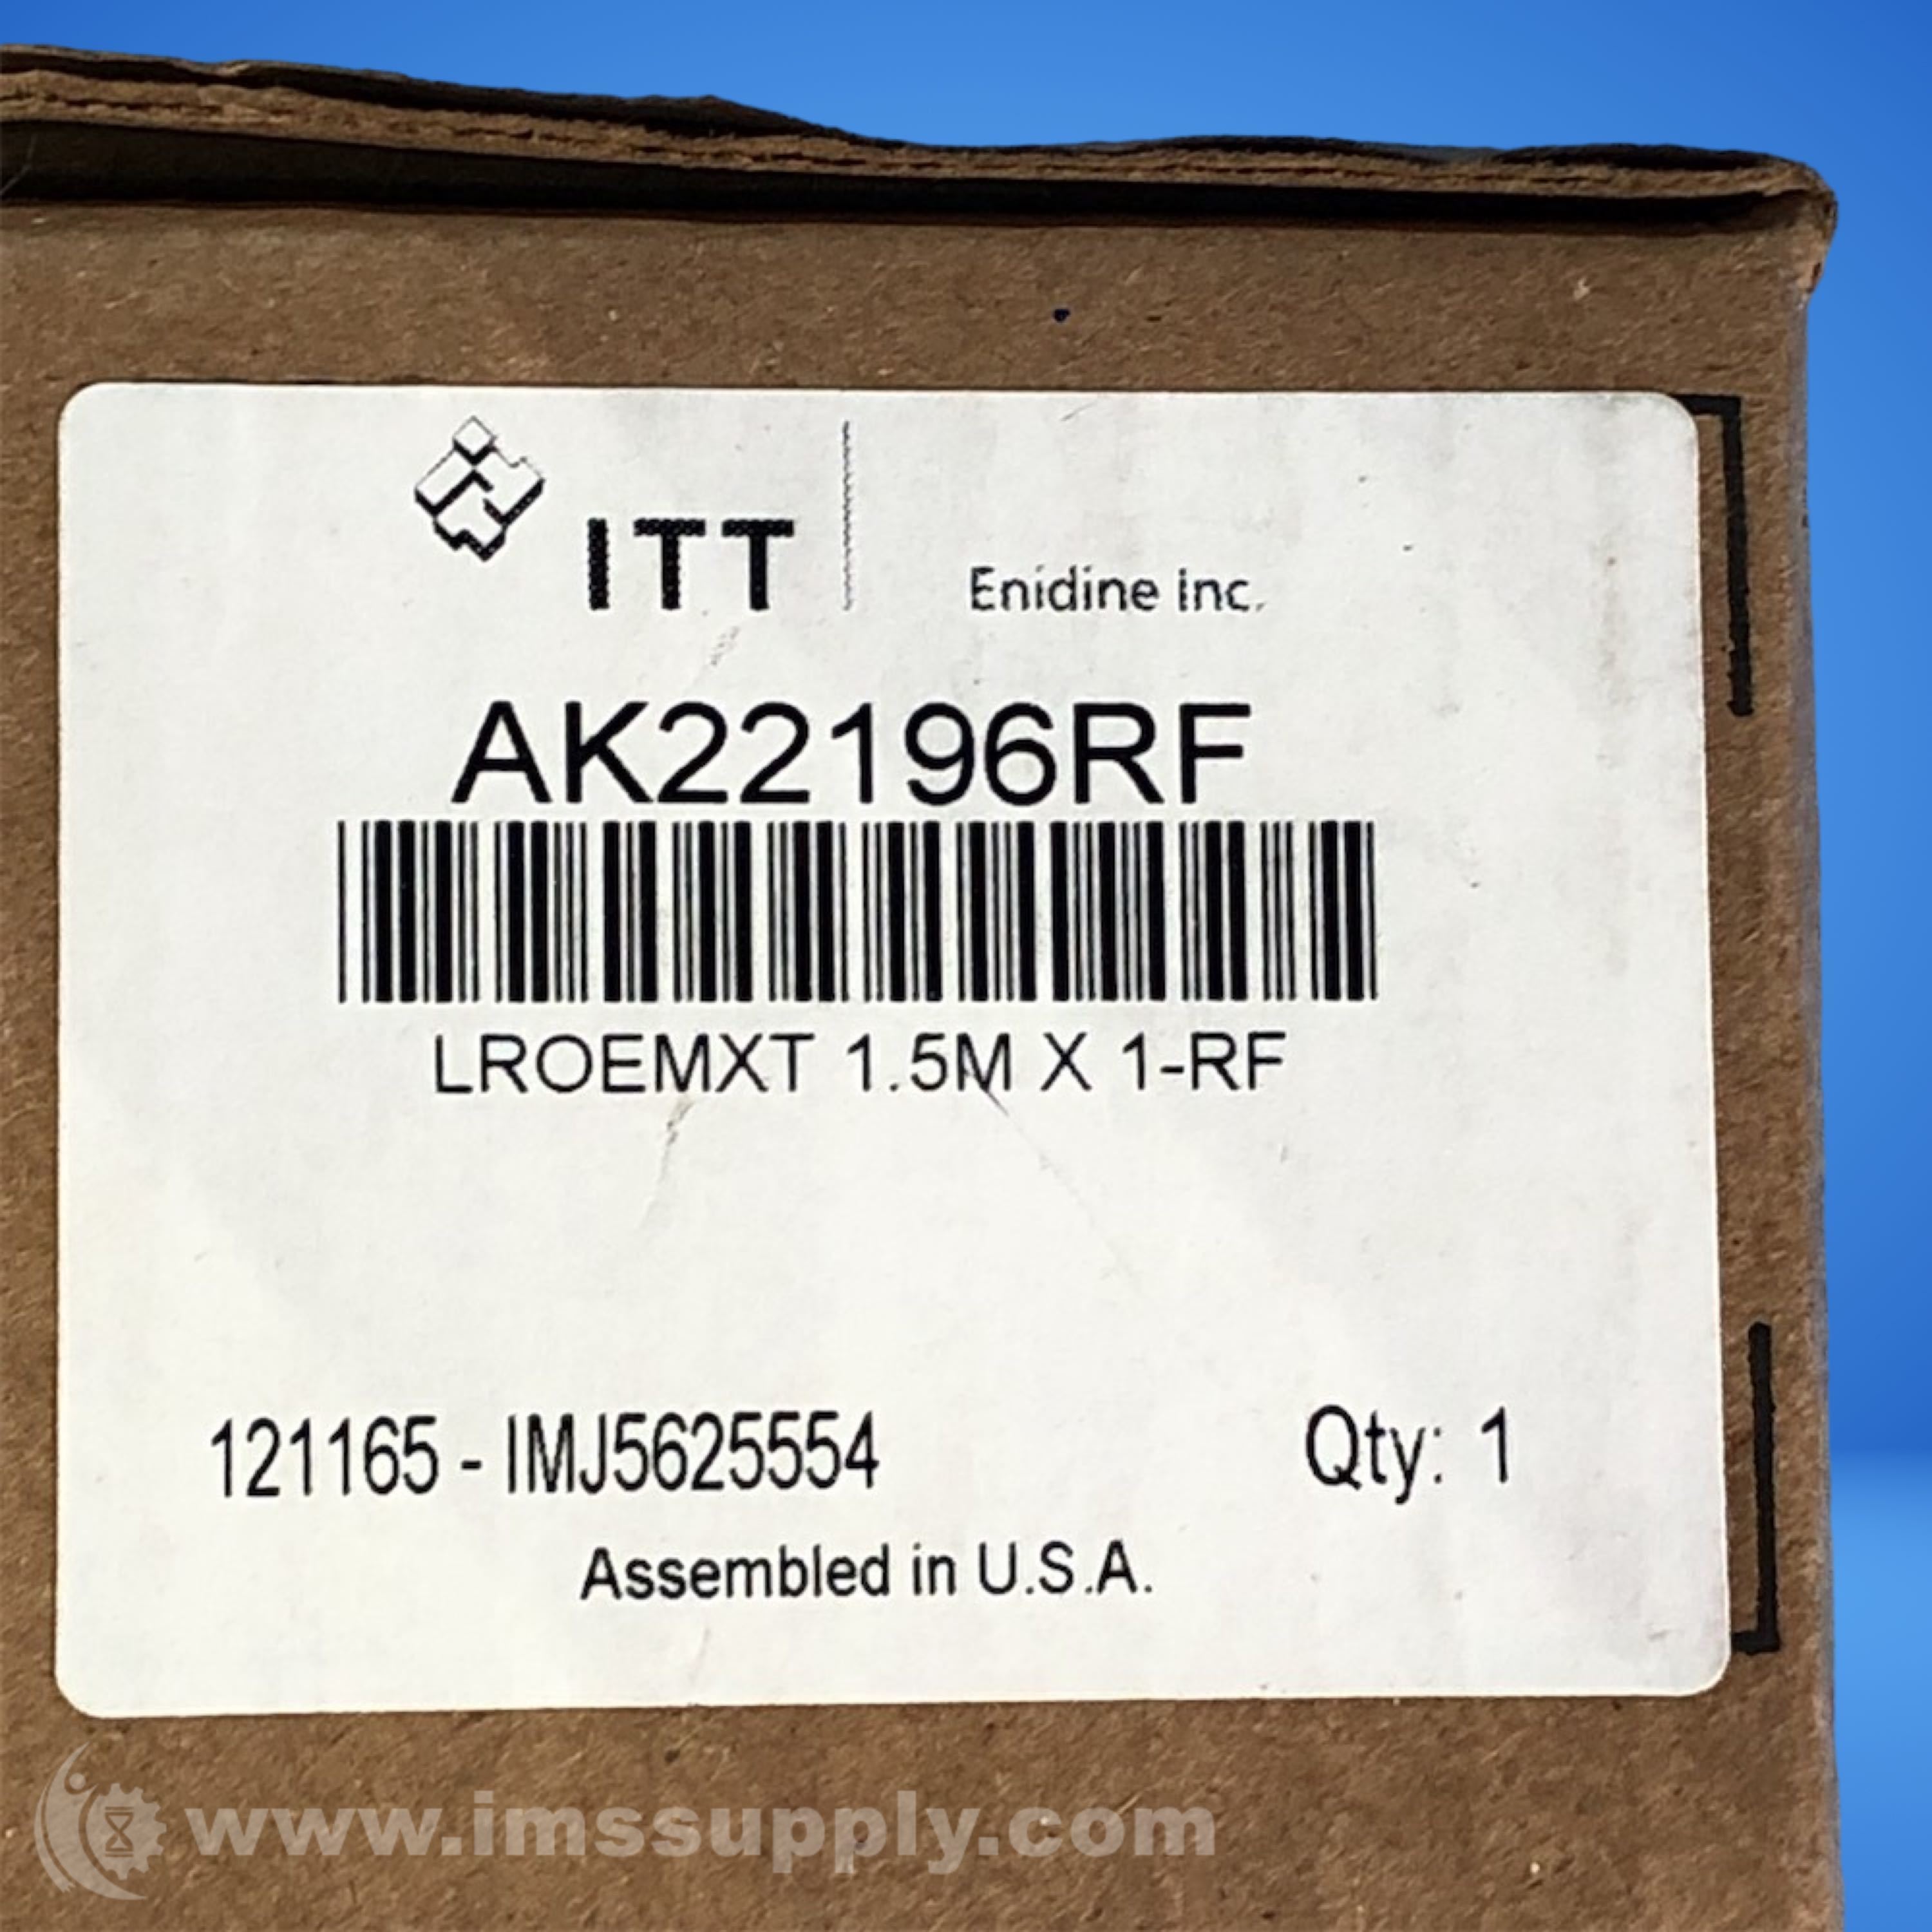 ITT Enidine Inc.
AK22196RF
LROEMXT 1.5M X 1-RF
121165 - IMJ5625554 Qty: 1
Assembled in U.S.A.
www.imssupply.com